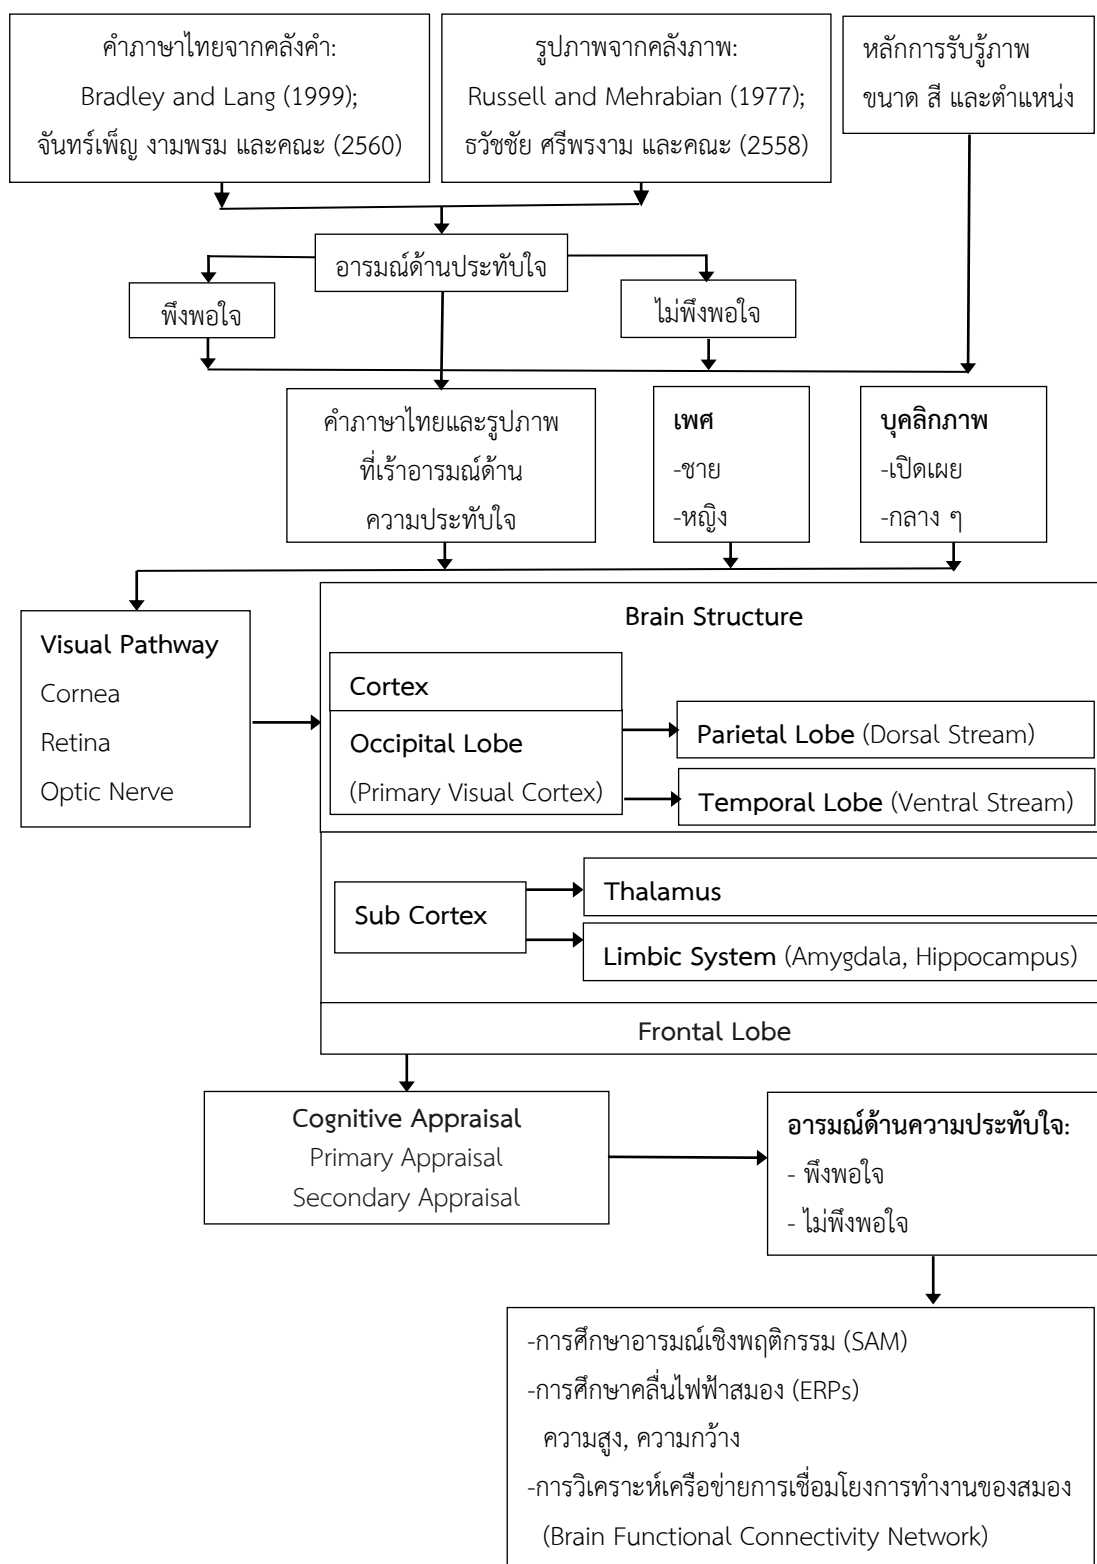 คำภาษาไทยจากคลังคำ:
Bradley and Lang (1999);
จันทร์เพ็ญ งามพรม และคณะ (2560)
รูปภาพจากคลังภาพ:
Russell and Mehrabian (1977);
ธวัชชัย ศรีพรงาม และคณะ (2558)
หลักการรับรู้ภาพ
ขนาด สี และตำแหน่ง
อารมณ์ด้านประทับใจ
พึงพอใจ
ไม่พึงพอใจ
คำภาษาไทยและรูปภาพ
ที่เร้าอารมณ์ด้าน
ความประทับใจ
เพศ
-ชาย
-หญิง
บุคลิกภาพ
-เปิดเผย
-กลาง ๆ
Visual Pathway
Cornea
Retina
Optic Nerve
Brain Structure
Cortex
Occipital Lobe
(Primary Visual Cortex)
Parietal Lobe (Dorsal Stream)
Temporal Lobe (Ventral Stream)
Sub Cortex
Thalamus
Limbic System (Amygdala, Hippocampus)
Frontal Lobe
Cognitive Appraisal
Primary Appraisal
Secondary Appraisal
อารมณ์ด้านความประทับใจ:
- พึงพอใจ
- ไม่พึงพอใจ
-การศึกษาอารมณ์เชิงพฤติกรรม (SAM)
-การศึกษาคลื่นไฟฟ้าสมอง (ERPs)
ความสูง, ความกว้าง
-การวิเคราะห์เครือข่ายการเชื่อมโยงการทำงานของสมอง
(Brain Functional Connectivity Network)